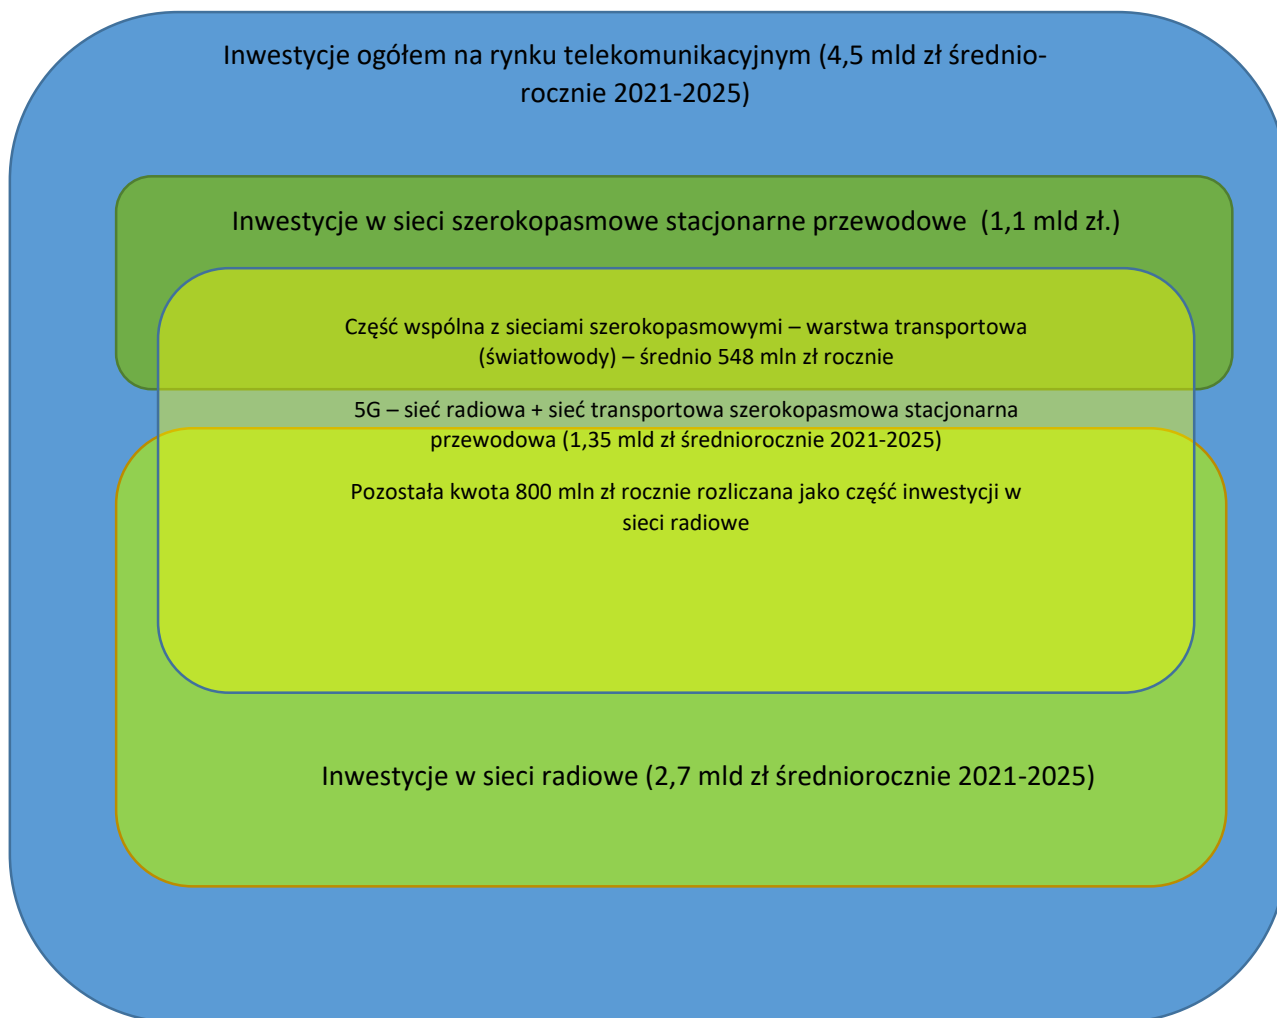 Inwestycje ogółem na rynku telekomunikacyjnym (4,5 mld zł średnio-
rocznie 2021-2025)
Inwestycje w sieci szerokopasmowe stacjonarne przewodowe (1,1 mld zł.)
Część wspólna z sieciami szerokopasmowymi – warstwa transportowa
(światłowody) – średnio 548 mln zł rocznie
5G – sieć radiowa + sieć transportowa szerokopasmowa stacjonarna
przewodowa (1,35 mld zł średniorocznie 2021-2025)
Pozostała kwota 800 mln zł rocznie rozliczana jako część inwestycji w
sieci radiowe
Inwestycje w sieci radiowe (2,7 mld zł średniorocznie 2021-2025)